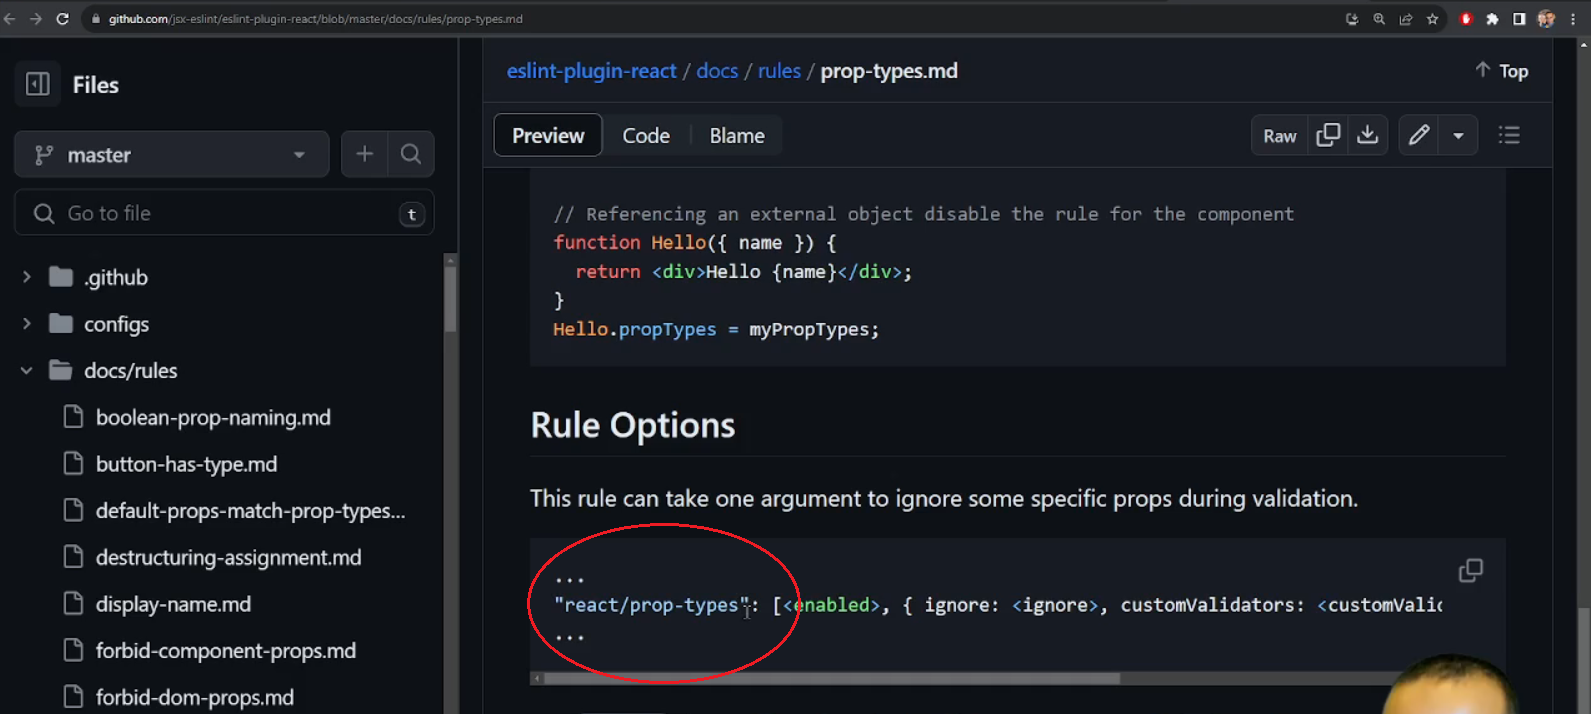 github.com/jsx-eslint/eslint-plugin-react/blob/master/docs/rules/prop-types.md
Files
master
Go to file
t
.github
configs
docs/rules
boolean-prop-naming.md
button-has-type.md
default-props-match-prop-types...
destructuring-assignment.md
display-name.md
forbid-component-props.md
forbid-dom-props.md
eslint-plugin-react / docs / rules / prop-types.md
Top
Preview
Code
Blame
Raw
// Referencing an external object disable the rule for the component
function Hello({ name }) {
return <div>Hello {name}</div>;
}
Hello.propTypes = myPropTypes;
Rule Options
This rule can take one argument to ignore some specific props during validation.
...
"react/prop-types": [<enabled>, { ignore: <ignore>, customValidators: <customValid
...